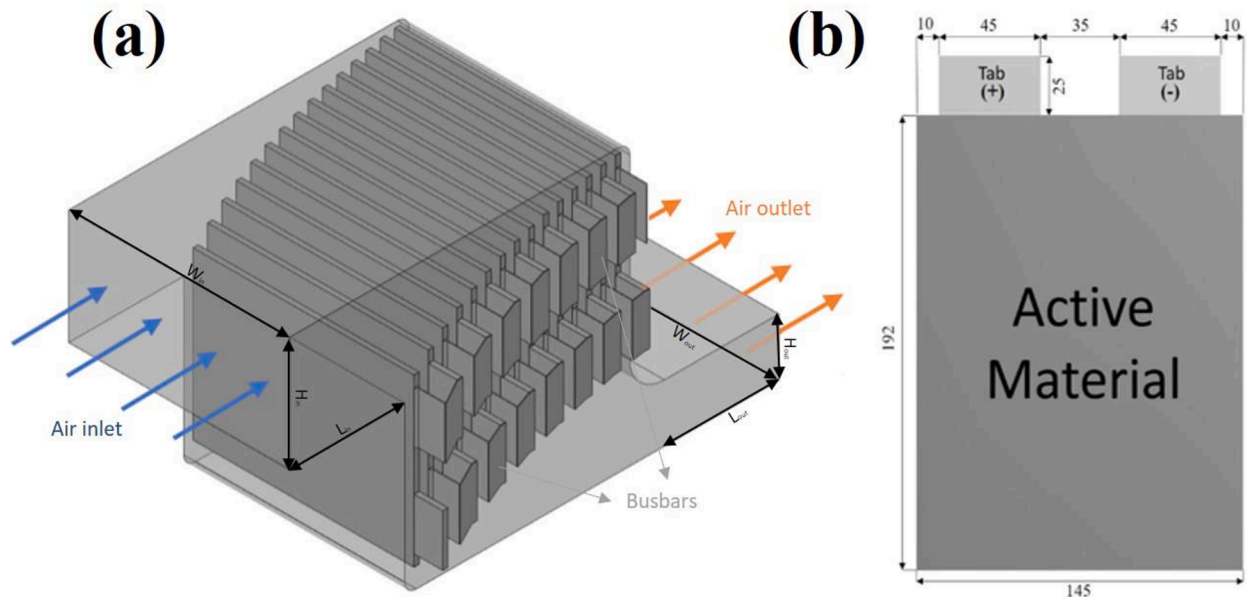 (a)
W_in
H_in
L_in
Air inlet
Busbars
Air outlet
W_out
H_out
L_out
(b)
10
45
35
45
10
Tab
(+)
25
Tab
(-)
192
Active
Material
145